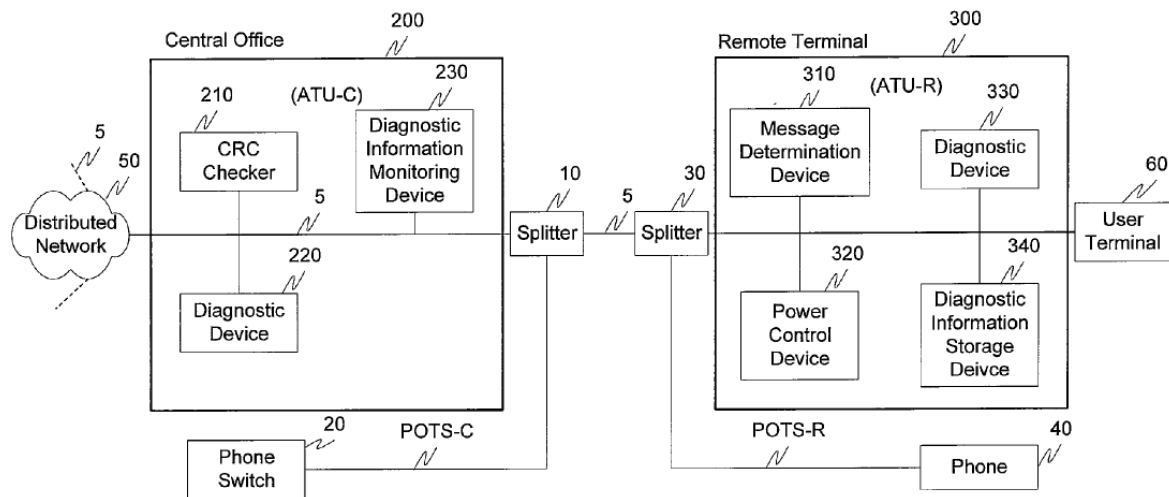 200
Central Office
300
Remote Terminal
210
(ATU-C)
230
310
(ATU-R)
330
CRC
Checker
Diagnostic
Information
Monitoring
Device
Message
Determination
Device
Diagnostic
Device
5
50
10
5
30
60
5
Distributed
Network
Splitter
Splitter
User
Terminal
220
320
340
Diagnostic
Device
Power
Control
Device
Diagnostic
Information
Storage
Deivce
20
POTS-C
POTS-R
40
Phone
Switch
Phone